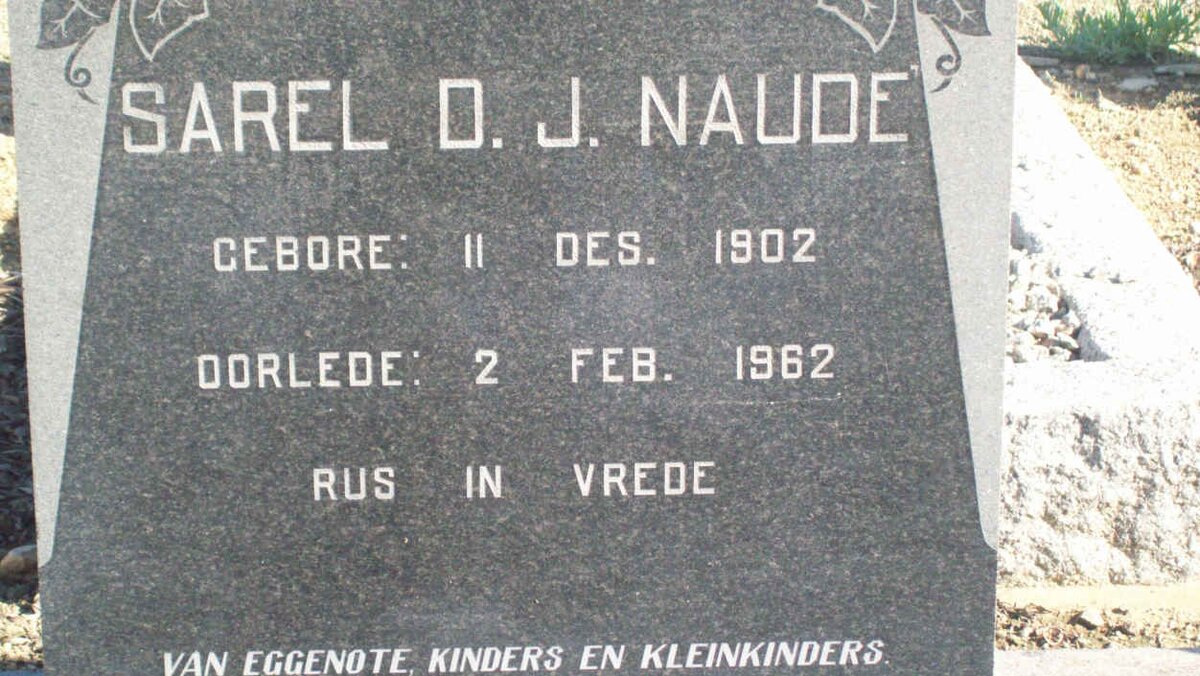 SAREL D. J. NAUDE
GEBORE: 11 DES. 1902
OORLEDE: 2 FEB. 1962
RUS IN VREDE
VAN EGGENOTE, KINDERS EN KLEINKINDERS.